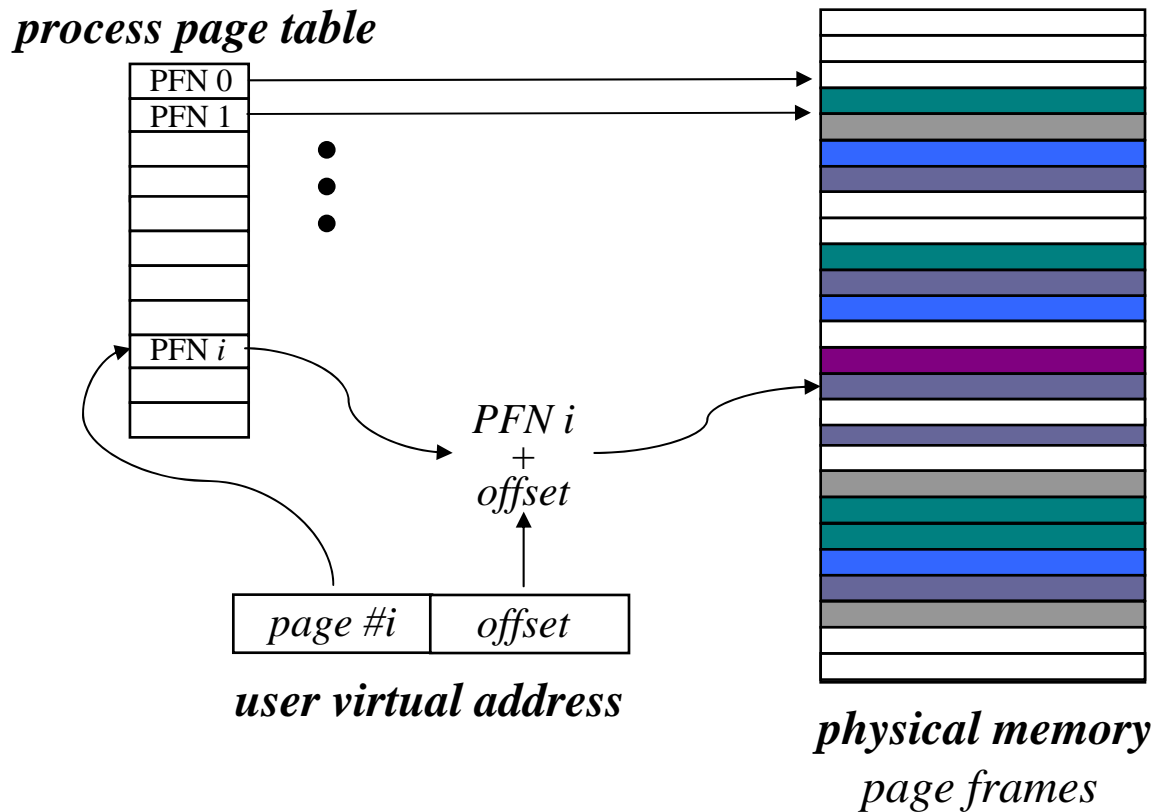 process page table
PFN 0
PFN 1
PFN i
PFN i
+
offset
page #i
offset
user virtual address
physical memory
page frames